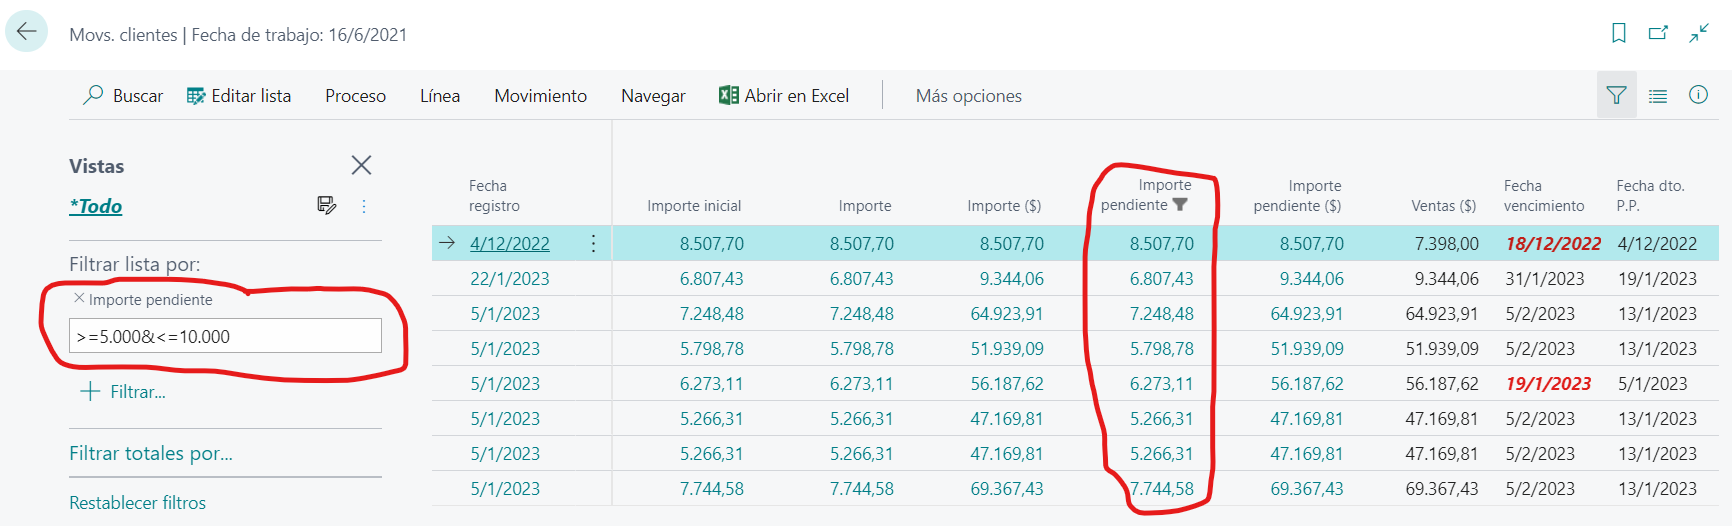 Movs. clientes | Fecha de trabajo: 16/6/2021
Buscar Editar lista Proceso Línea Movimiento Navegar Abrir en Excel Más opciones
Vistas
*Todo
Filtrar lista por:
Importe pendiente
>=5.000&<=10.000
Filtrar...
Filtrar totales por...
Restablecer filtros
Fecha registro Importe inicial Importe Importe ($) Importe pendiente Importe pendiente ($) Ventas ($) Fecha vencimiento Fecha dto. P.P.
4/12/2022 8.507,70 8.507,70 8.507,70 8.507,70 8.507,70 7.398,00 18/12/2022 4/12/2022
22/1/2023 6.807,43 6.807,43 9.344,06 6.807,43 9.344,06 9.344,06 31/1/2023 19/1/2023
5/1/2023 7.248,48 7.248,48 64.923,91 7.248,48 64.923,91 64.923,91 5/2/2023 13/1/2023
5/1/2023 5.798,78 5.798,78 51.939,09 5.798,78 51.939,09 51.939,09 5/2/2023 13/1/2023
5/1/2023 6.273,11 6.273,11 56.187,62 6.273,11 56.187,62 56.187,62 19/1/2023 5/1/2023
5/1/2023 5.266,31 5.266,31 47.169,81 5.266,31 47.169,81 47.169,81 5/2/2023 13/1/2023
5/1/2023 5.266,31 5.266,31 47.169,81 5.266,31 47.169,81 47.169,81 5/2/2023 13/1/2023
5/1/2023 7.744,58 7.744,58 69.367,43 7.744,58 69.367,43 69.367,43 5/2/2023 13/1/2023